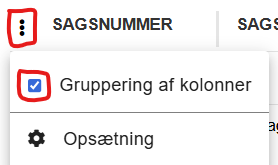 SAGSNUMMER SAGS
Gruppering af kolonner
Opsætning